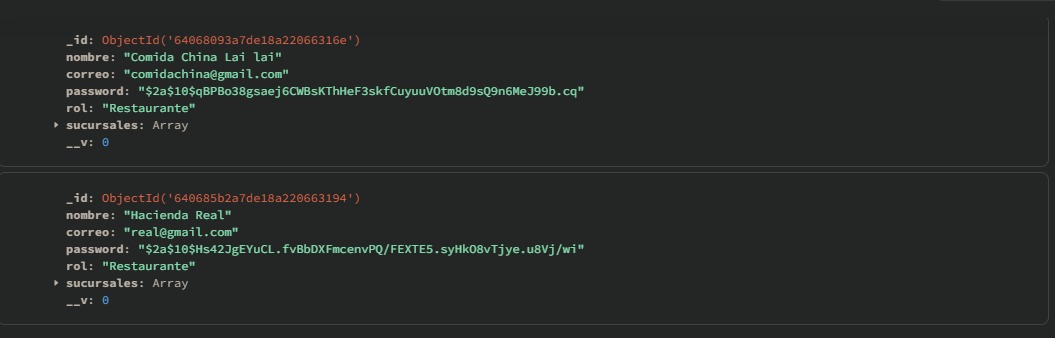 _id: ObjectId('64068093a7de18a22066316e')
nombre: "Comida China Lai lai"
correo: "comidachina@gmail.com"
password: "$2a$10$qBPBo38gsaej6CWBsKThHeF3skfCuyuuVOtm8d9sQ9n6MeJ99b.cq"
rol: "Restaurante"
sucursales: Array
__v: 0
_id: ObjectId('640685b2a7de18a220663194')
nombre: "Hacienda Real"
correo: "real@gmail.com"
password: "$2a$10$Hs42JgEYuCL.fvBbDXFmcenvPQ/FEXTE5.syHkO8vTjye.u8Vj/wi"
rol: "Restaurante"
sucursales: Array
__v: 0